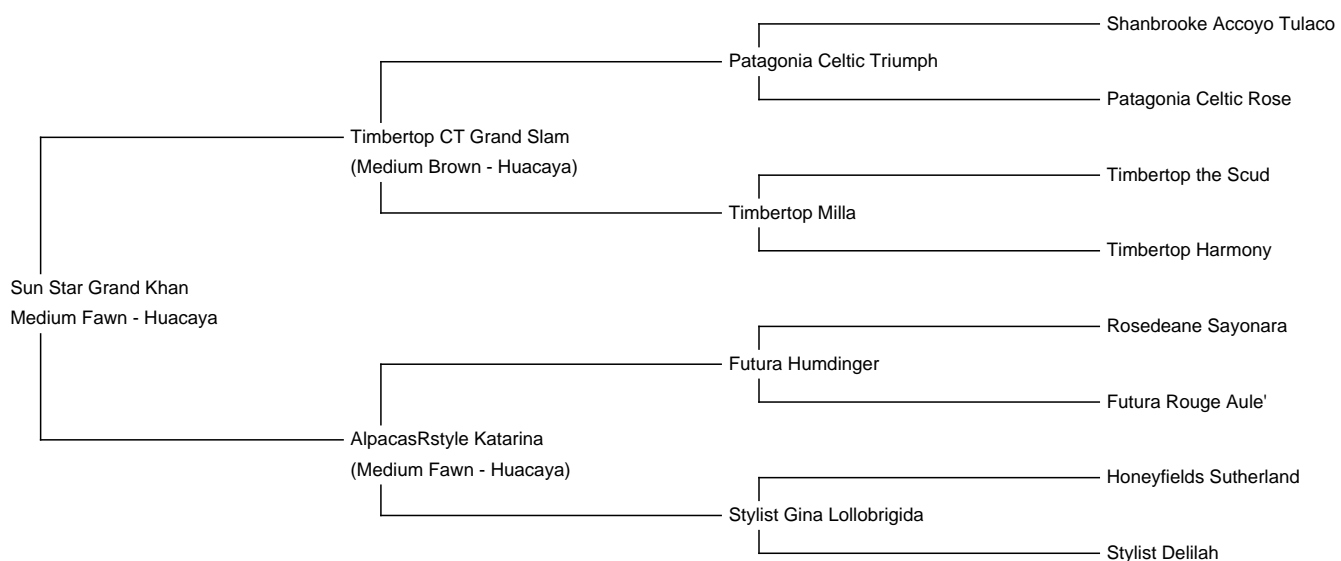 Shanbrooke Accoyo Tulaco
Patagonia Celtic Triumph
Patagonia Celtic Rose
Timbertop CT Grand Slam
(Medium Brown - Huacaya)
Timbertop the Scud
Timbertop Milla
Timbertop Harmony
Sun Star Grand Khan
Medium Fawn - Huacaya
Rosedeane Sayonara
Futura Humdinger
Futura Rouge Aule'
AlpacasRstyle Katarina
(Medium Fawn - Huacaya)
Honeyfields Sutherland
Stylist Gina Lollobrigida
Stylist Delilah